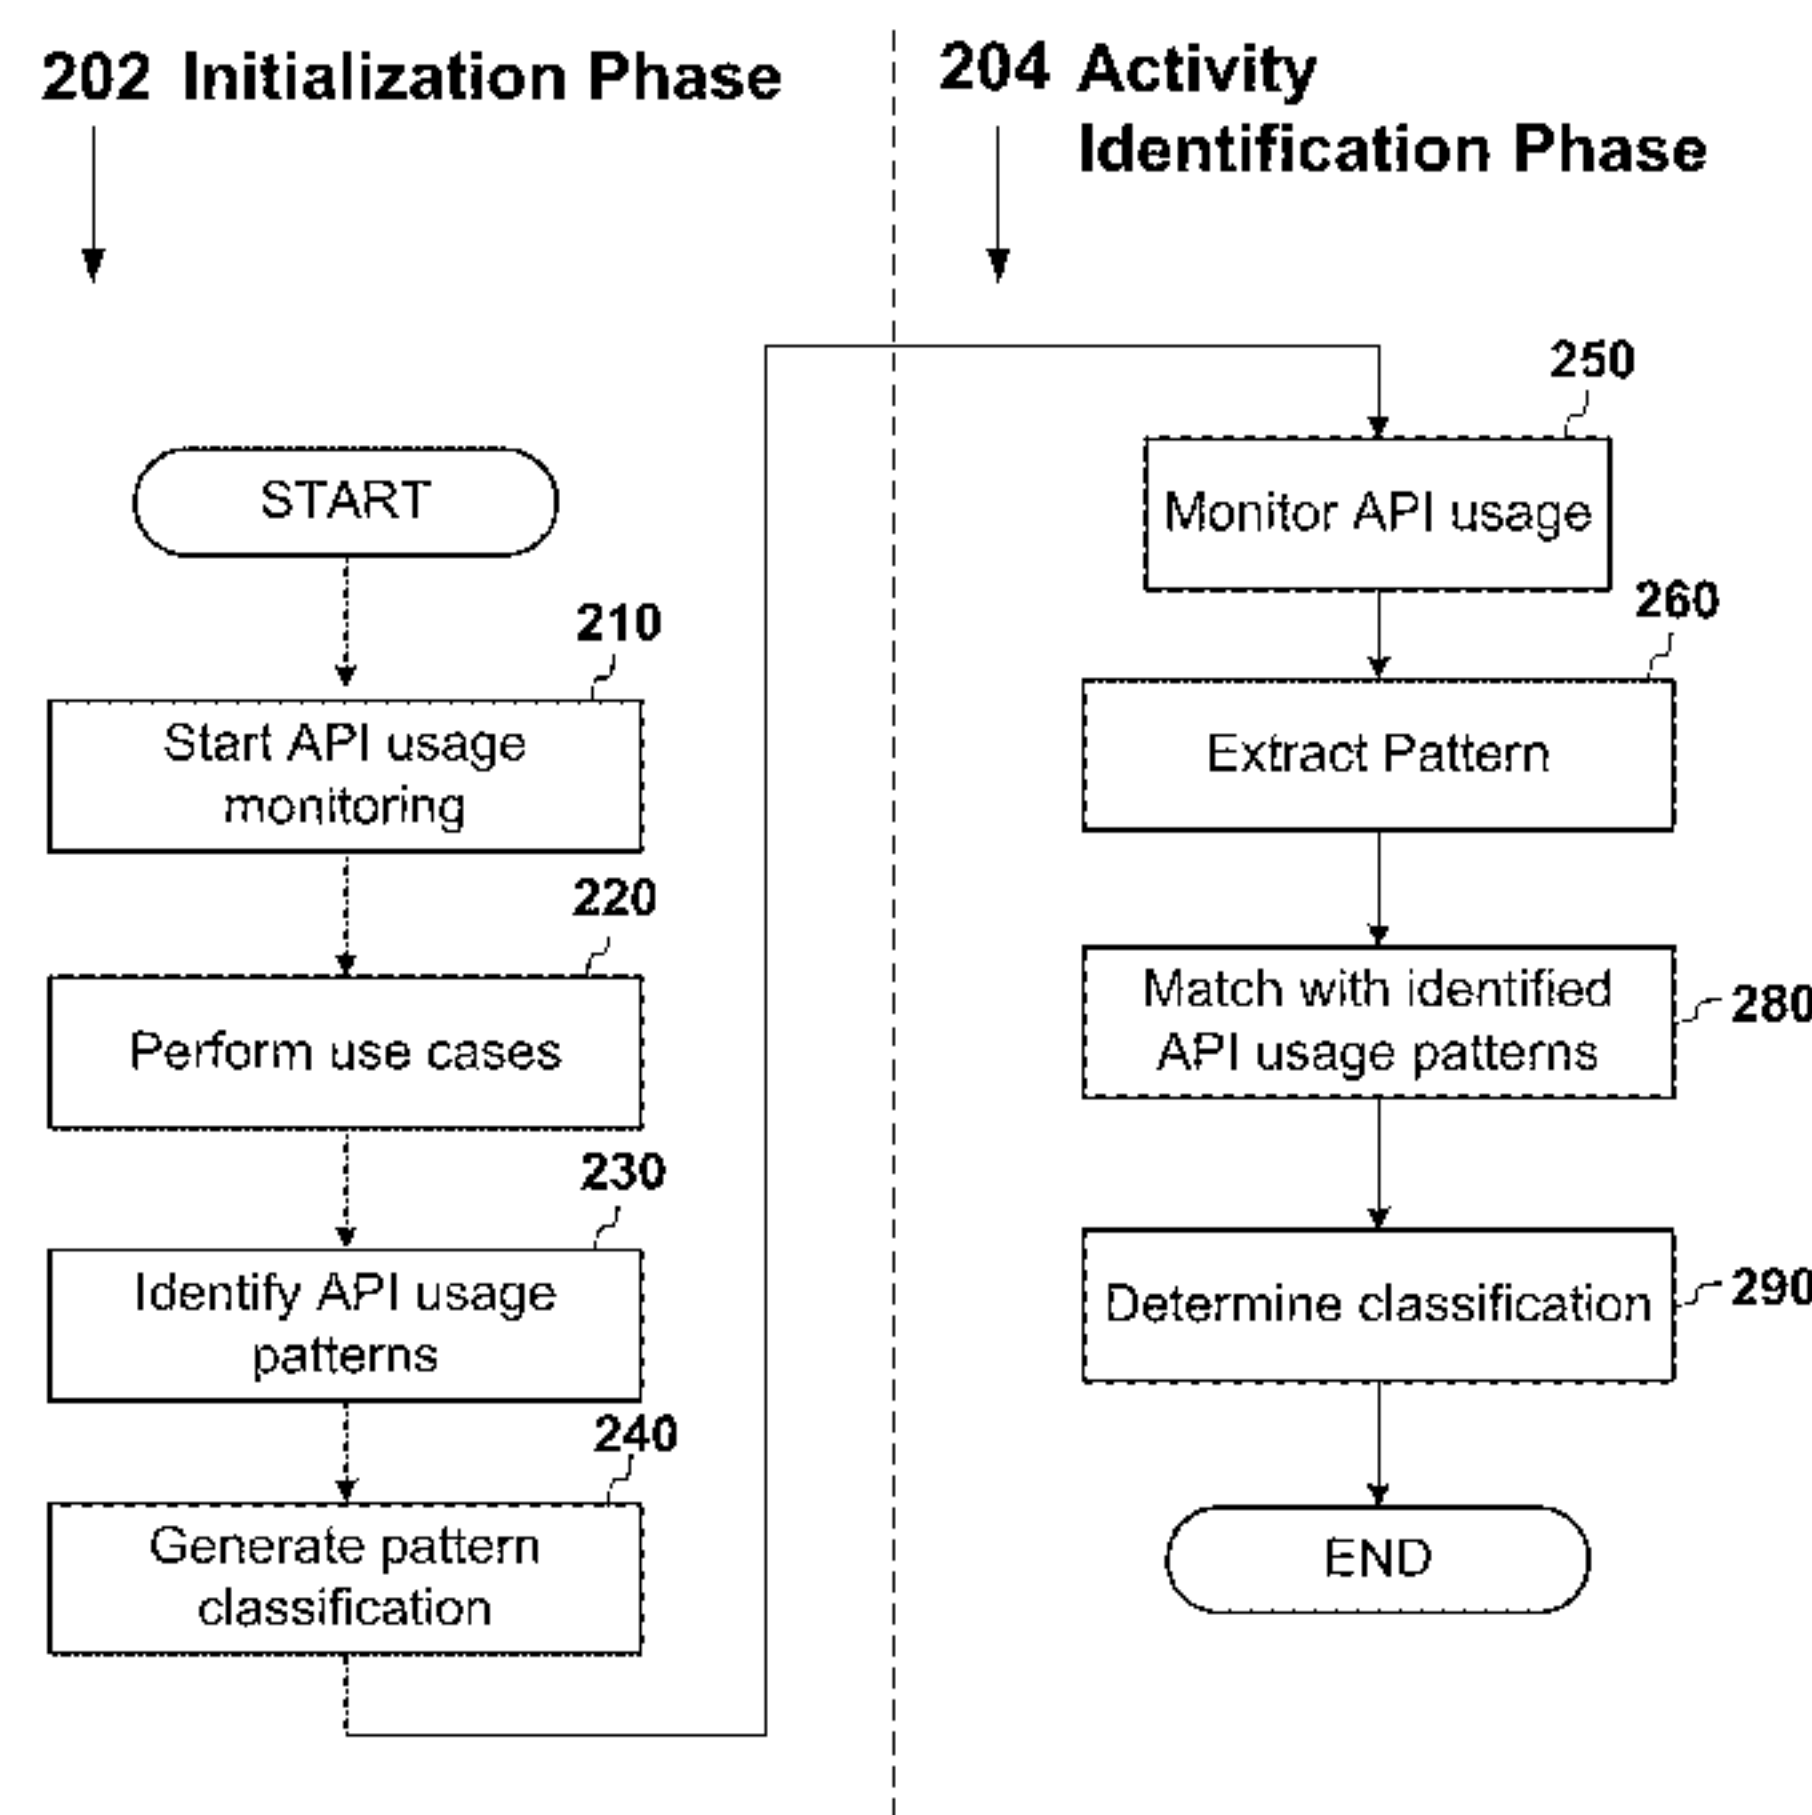 202 Initialization Phase
START
210
Start API usage
monitoring
220
Perform use cases
230
Identify API usage
patterns
240
Generate pattern
classification
204 Activity
Identification Phase
250
Monitor API usage
260
Extract Pattern
Match with identified
API usage patterns
280
Determine classification
290
END